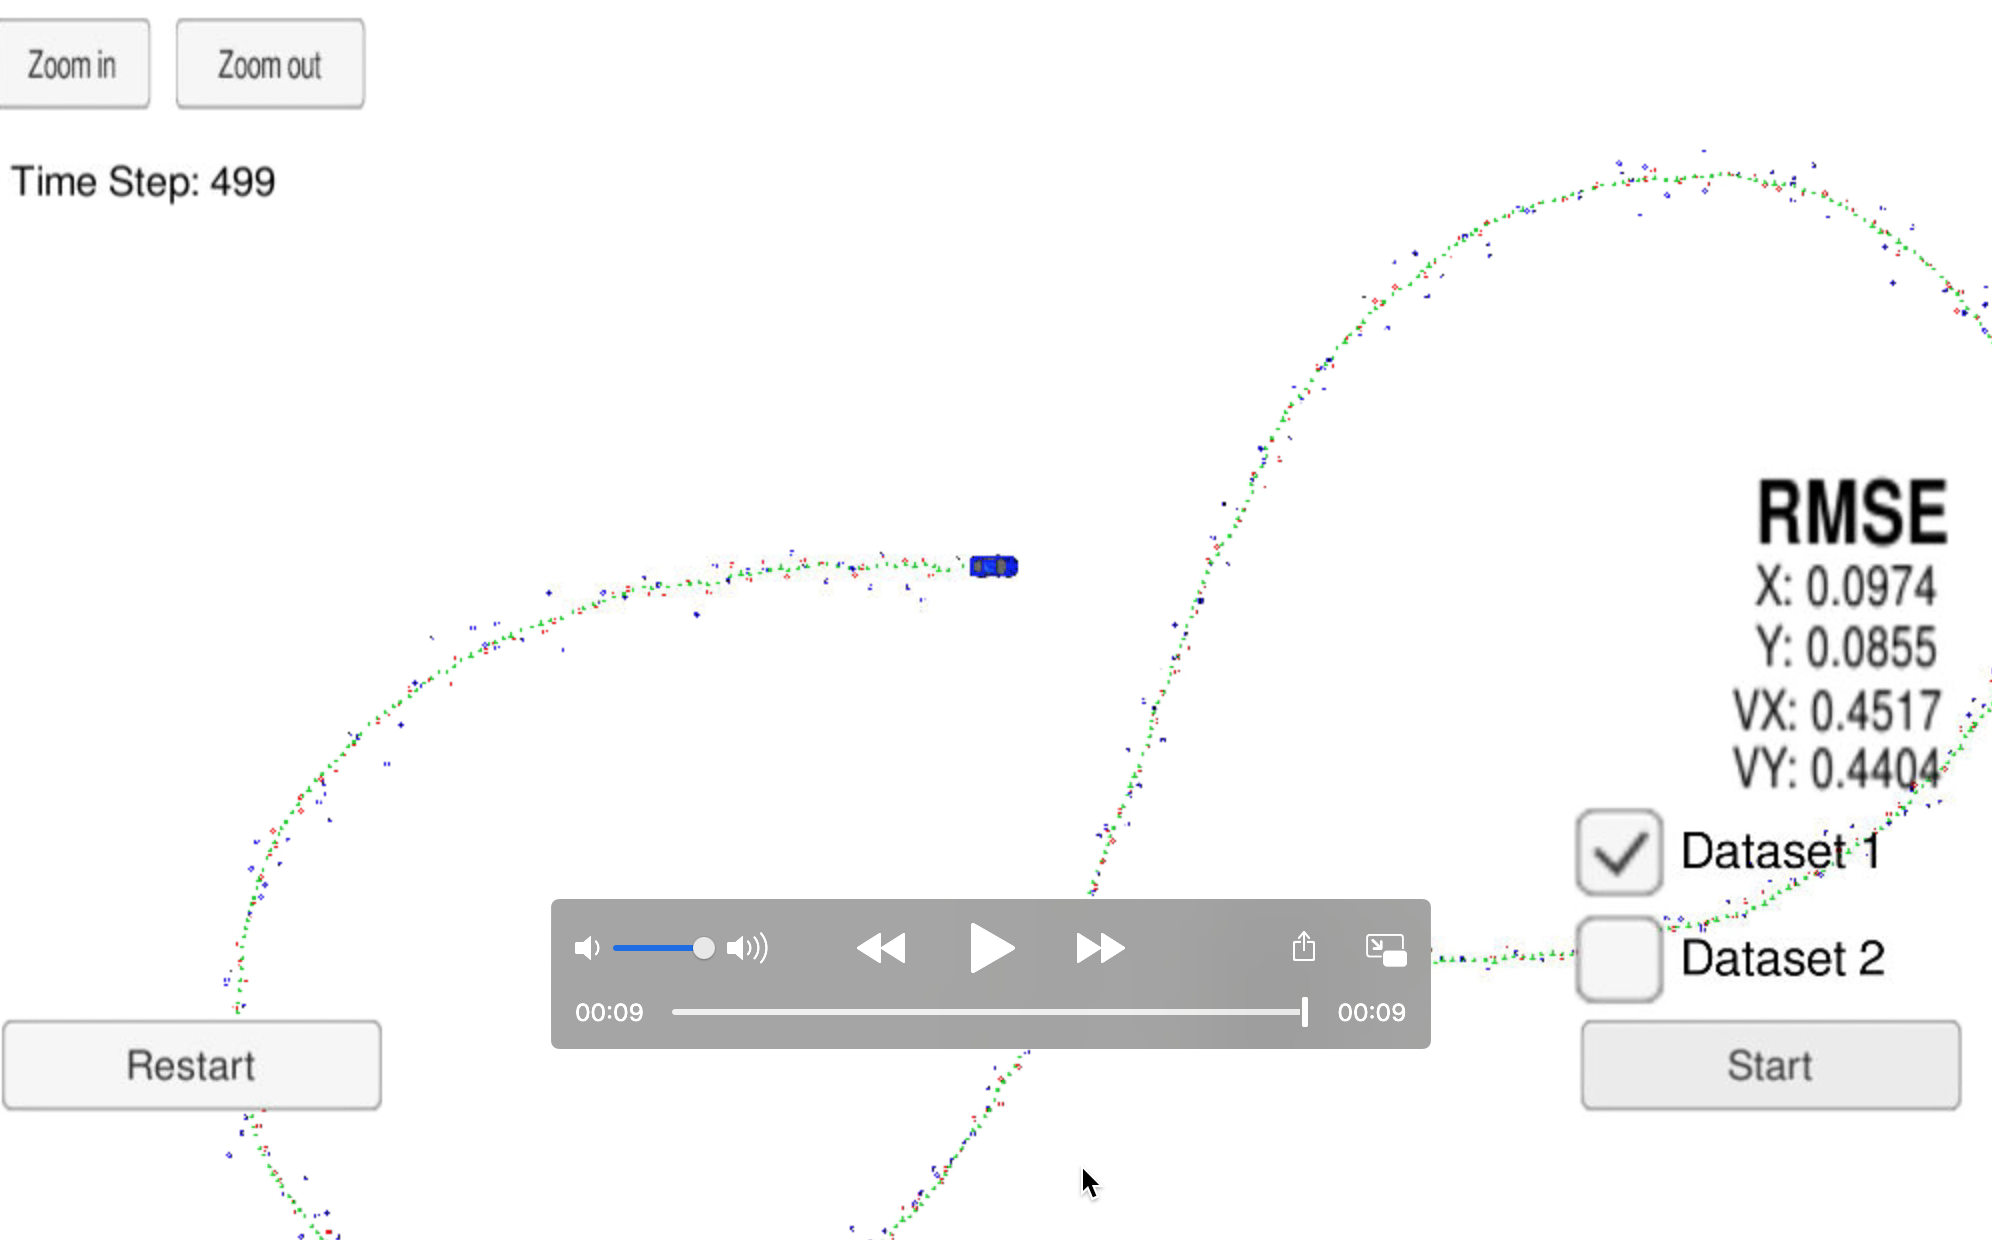 Zoom in Zoom out
Time Step: 499
RMSE
X: 0.0974
Y: 0.0855
VX: 0.4517
VY: 0.4404
Dataset 1
Dataset 2
00:09 00:09
Restart
Start